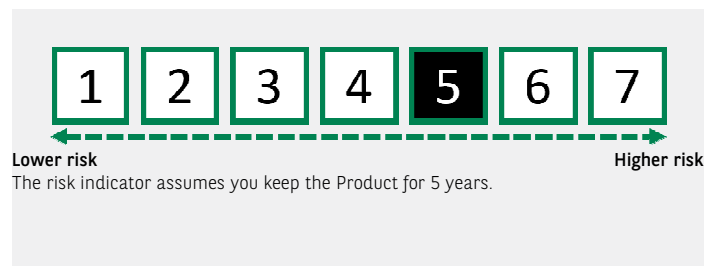 1 2 3 4 5 6 7
Lower risk Higher risk
The risk indicator assumes you keep the Product for 5 years.